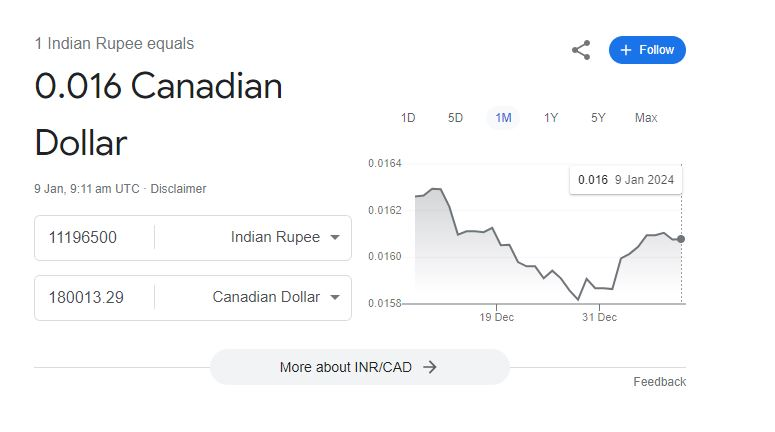 1 Indian Rupee equals
Follow
0.016 Canadian
Dollar
9 Jan, 9:11 am UTC · Disclaimer
11196500 Indian Rupee
180013.29 Canadian Dollar
1D 5D 1M 1Y 5Y Max
0.0164
0.016 9 Jan 2024
0.0162
0.0160
0.0158
19 Dec 31 Dec
More about INR/CAD
Feedback